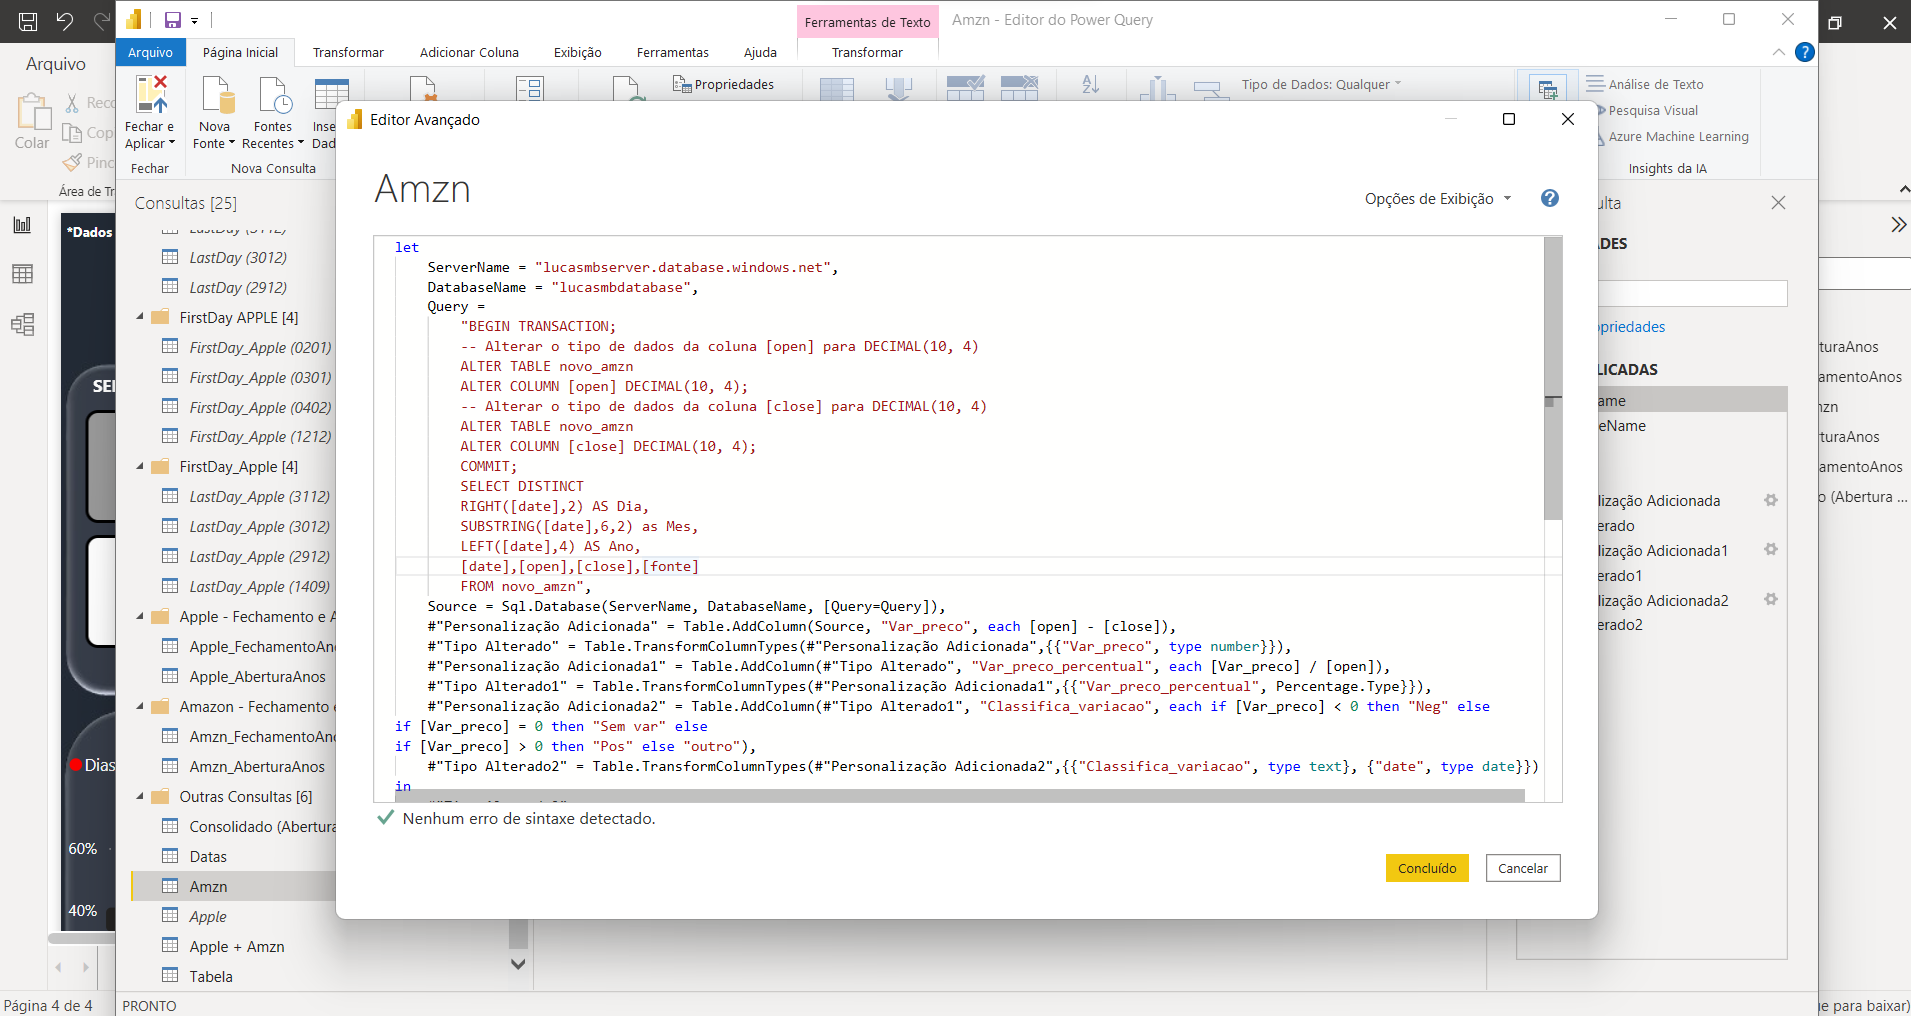 Ferramentas de Texto
Amzn - Editor do Power Query
Arquivo
Arquivo
Página Inicial
Transformar
Adicionar Coluna
Exibição
Ferramentas
Ajuda
Transformar
Colar
Fechar e Aplicar
Nova Fonte
Fontes Recentes
Propriedades
Tipo de Dados: Qualquer
Análise de Texto
Pesquisa Visual
Azure Machine Learning
Fechar
Nova Consulta
Insights da IA
Área de Tr
Consultas [25]
*Dados
LastDay (3112)
LastDay (3012)
LastDay (2912)
FirstDay APPLE [4]
FirstDay_Apple (0201)
FirstDay_Apple (0301)
FirstDay_Apple (0402)
FirstDay_Apple (1212)
FirstDay_Apple [4]
LastDay_Apple (3112)
LastDay_Apple (3012)
LastDay_Apple (2912)
LastDay_Apple (1409)
Apple - Fechamento e A
Apple_FechamentoAno
Apple_AberturaAnos
Amazon - Fechamento e
Amzn_FechamentoAno
Amzn_AberturaAnos
Outras Consultas [6]
Consolidado (Abertura
Datas
Amzn
Apple
Apple + Amzn
Tabela
Dias
60%
40%
Página 4 de 4
PRONTO
Editor Avançado
Amzn
Opções de Exibição
let
ServerName = "lucasmbserver.database.windows.net",
DatabaseName = "lucasmbdatabase",
Query =
"BEGIN TRANSACTION;
-- Alterar o tipo de dados da coluna [open] para DECIMAL(10, 4)
ALTER TABLE novo_amzn
ALTER COLUMN [open] DECIMAL(10, 4);
-- Alterar o tipo de dados da coluna [close] para DECIMAL(10, 4)
ALTER TABLE novo_amzn
ALTER COLUMN [close] DECIMAL(10, 4);
COMMIT;
SELECT DISTINCT
RIGHT([date],2) AS Dia,
SUBSTRING([date],6,2) as Mes,
LEFT([date],4) AS Ano,
[date],[open],[close],[fonte]
FROM novo_amzn",
Source = Sql.Database(ServerName, DatabaseName, [Query=Query]),
#"Personalização Adicionada" = Table.AddColumn(Source, "Var_preco", each [open] - [close]),
#"Tipo Alterado" = Table.TransformColumnTypes(#"Personalização Adicionada",{{"Var_preco", type number}}),
#"Personalização Adicionada1" = Table.AddColumn(#"Tipo Alterado", "Var_preco_percentual", each [Var_preco] / [open]),
#"Tipo Alterado1" = Table.TransformColumnTypes(#"Personalização Adicionada1",{{"Var_preco_percentual", Percentage.Type}}),
#"Personalização Adicionada2" = Table.AddColumn(#"Tipo Alterado1", "Classifica_variacao", each if [Var_preco] < 0 then "Neg" else
if [Var_preco] = 0 then "Sem var" else
if [Var_preco] > 0 then "Pos" else "outro"),
#"Tipo Alterado2" = Table.TransformColumnTypes(#"Personalização Adicionada2",{{"Classifica_variacao", type text}, {"date", type date}})
in
Nenhum erro de sintaxe detectado.
Concluído
Cancelar
ulta
ADES
opriedades
LICADAS
ame
eName
lização Adicionada
erado
lização Adicionada1
erado1
lização Adicionada2
erado2
turaAnos
amentoAnos
zn
turaAnos
amentoAnos
o (Abertura ...
ue para baixar)